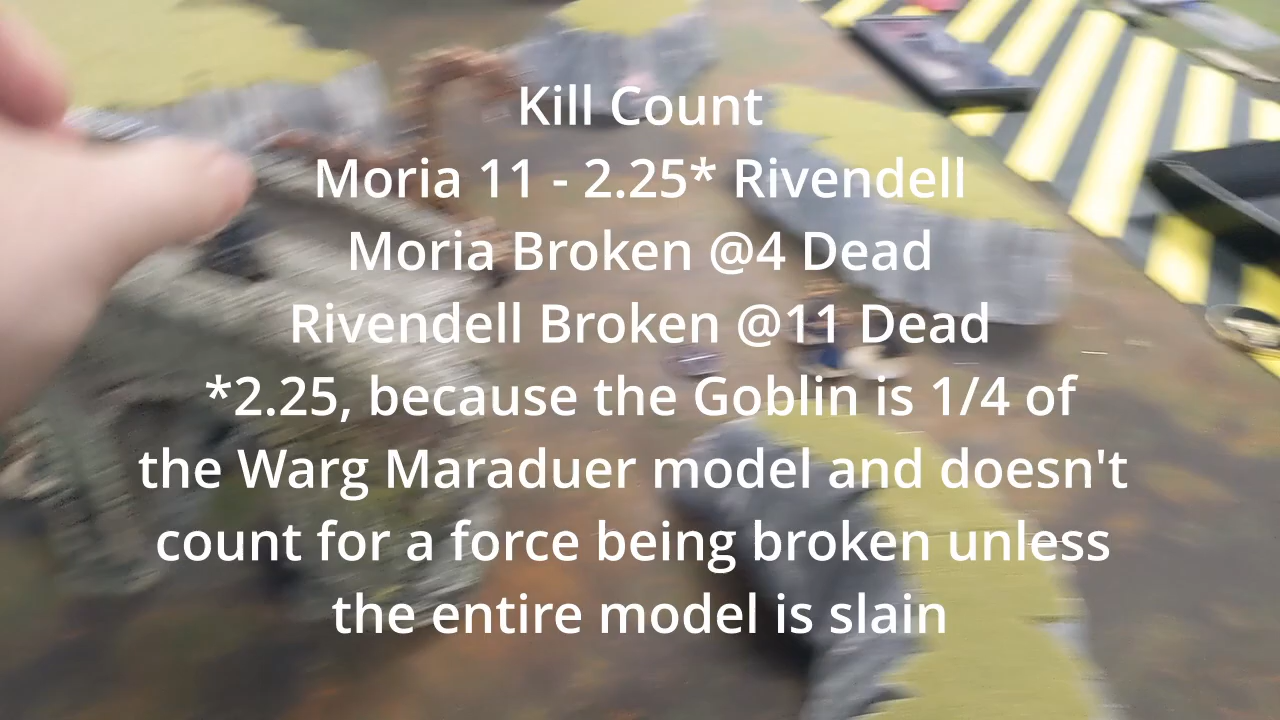 Kill Count
Moria 11 - 2.25* Rivendell
Moria Broken @4 Dead
Rivendell Broken @11 Dead
*2.25, because the Goblin is 1/4 of
the Warg Maraduer model and doesn't
count for a force being broken unless
the entire model is slain